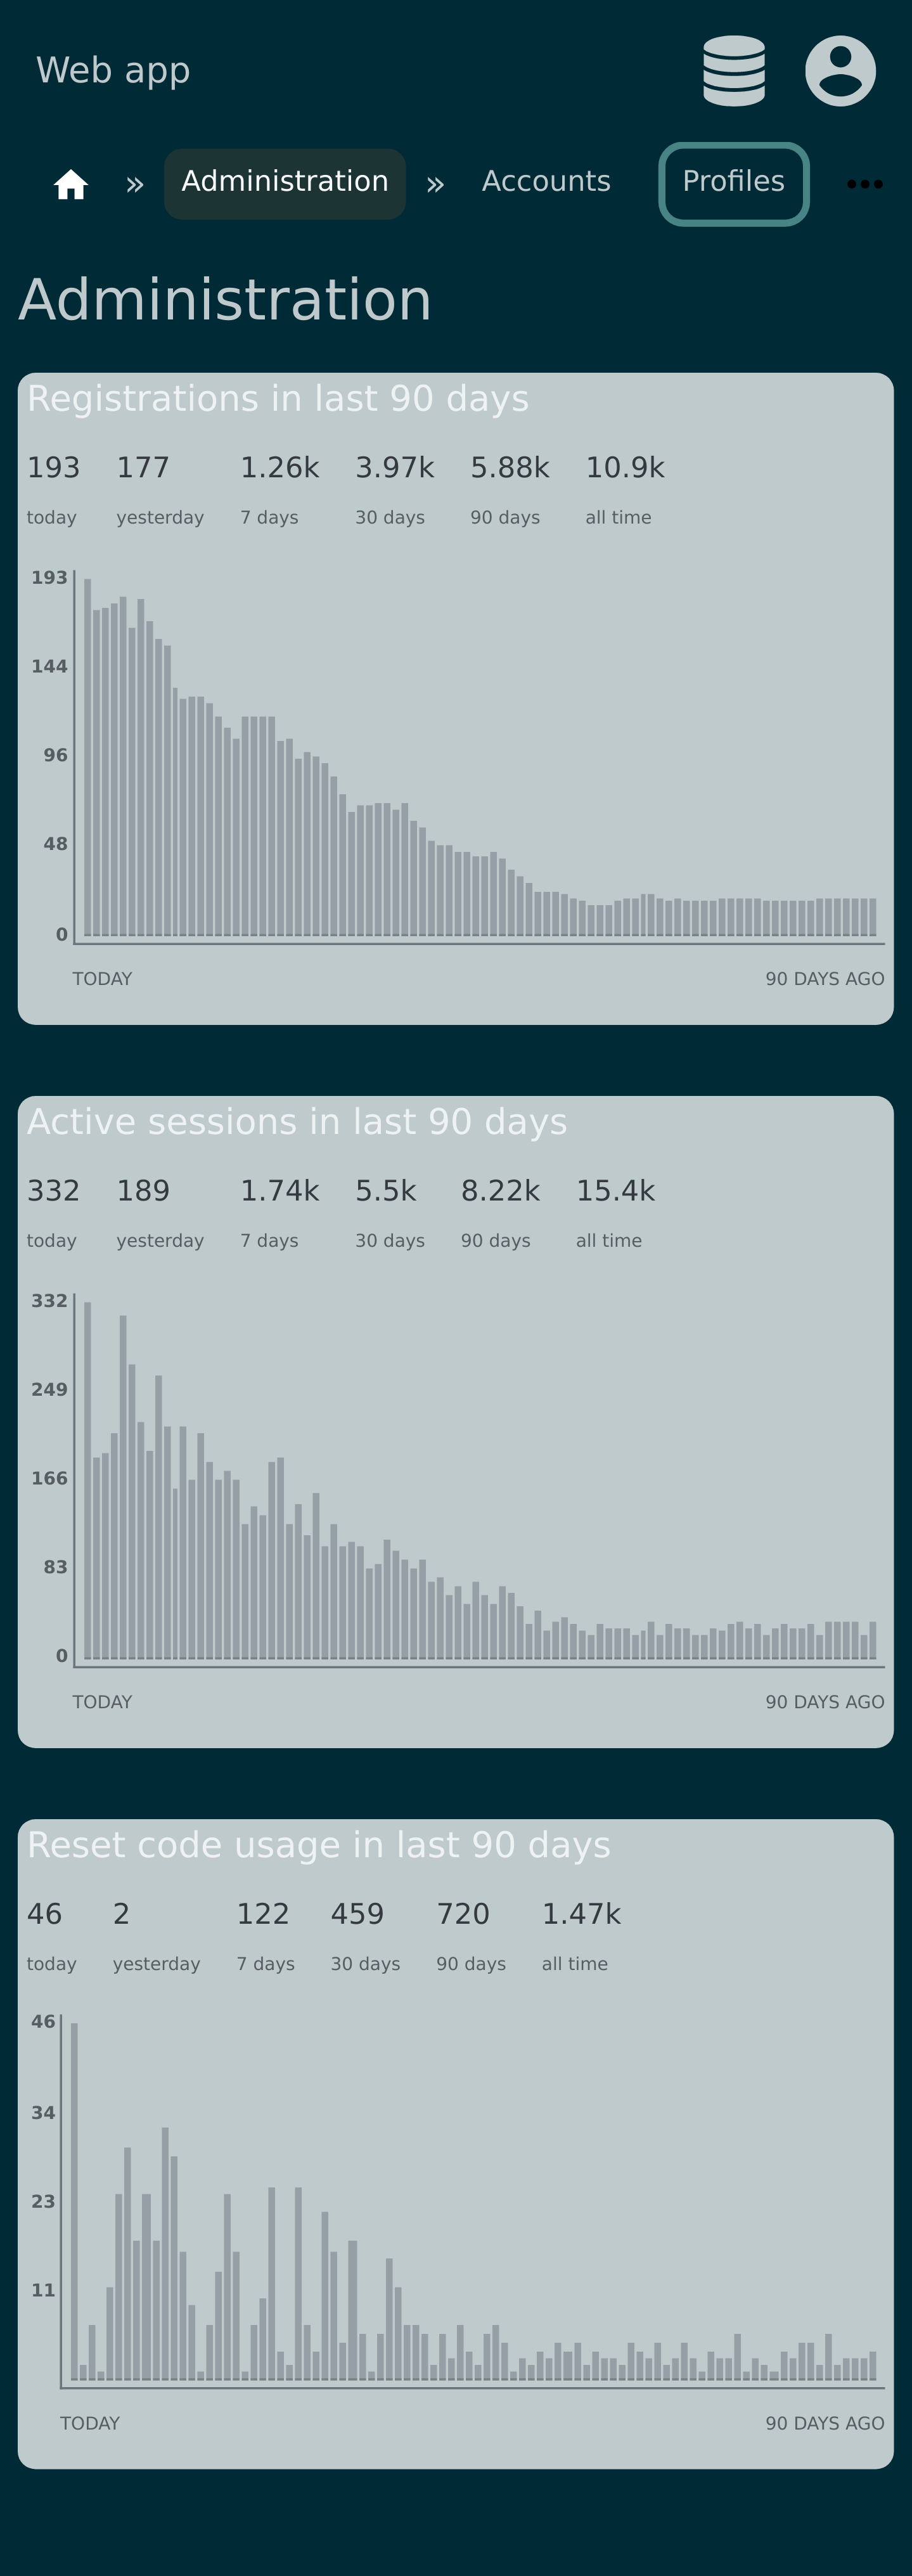 Web app
» Administration » Accounts Profiles •••
Administration
Registrations in last 90 days
193 177 1.26k 3.97k 5.88k 10.9k
today yesterday 7 days 30 days 90 days all time
193
144
96
48
0
TODAY 90 DAYS AGO
Active sessions in last 90 days
332 189 1.74k 5.5k 8.22k 15.4k
today yesterday 7 days 30 days 90 days all time
332
249
166
83
0
TODAY 90 DAYS AGO
Reset code usage in last 90 days
46 2 122 459 720 1.47k
today yesterday 7 days 30 days 90 days all time
46
34
23
11
TODAY 90 DAYS AGO